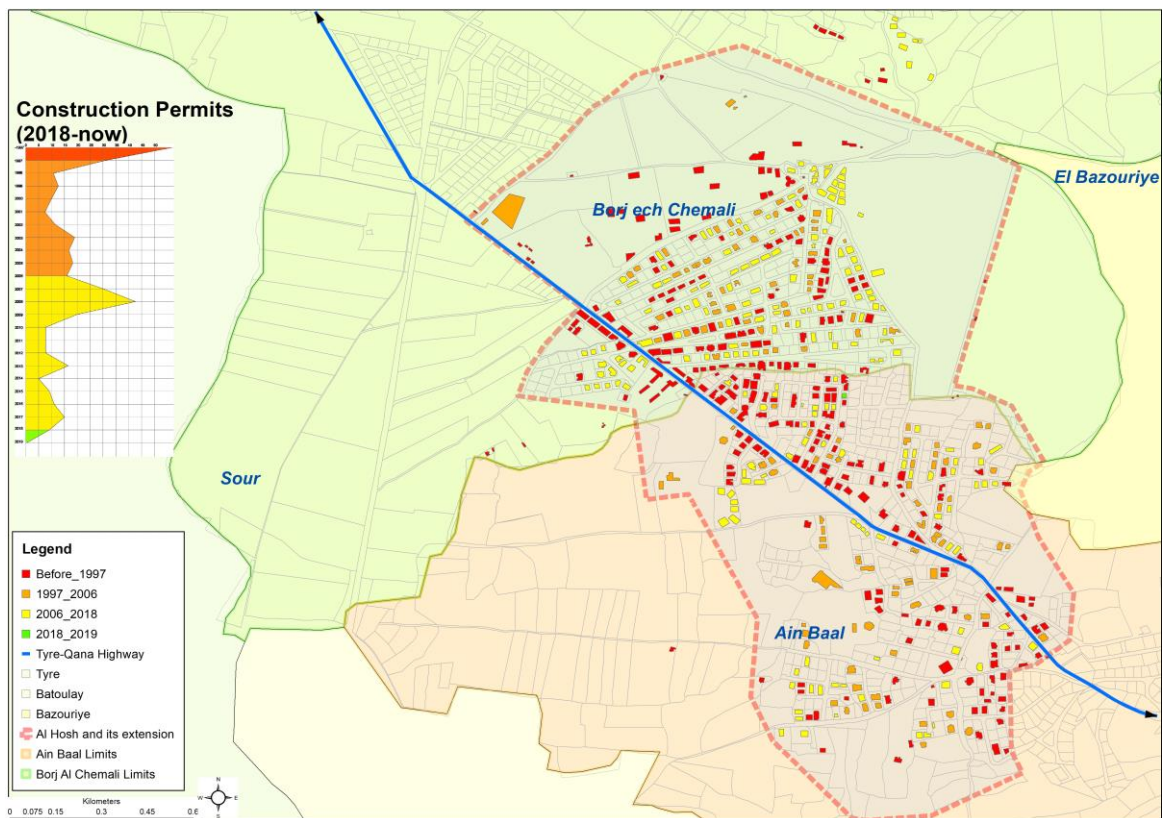 Construction Permits
(2018-now)
El Bazouriye
Borj ech Chemali
Sour
Ain Baal
Legend
Before_1997
1997_2006
2006_2018
2018_2019
Tyre-Qana Highway
Tyre
Batoulay
Bazouriye
Al Hosh and its extension
Ain Baal Limits
Borj Al Chemali Limits
Kilometers
0 0.075 0.15 0.3 0.45 0.6
N
W E
S